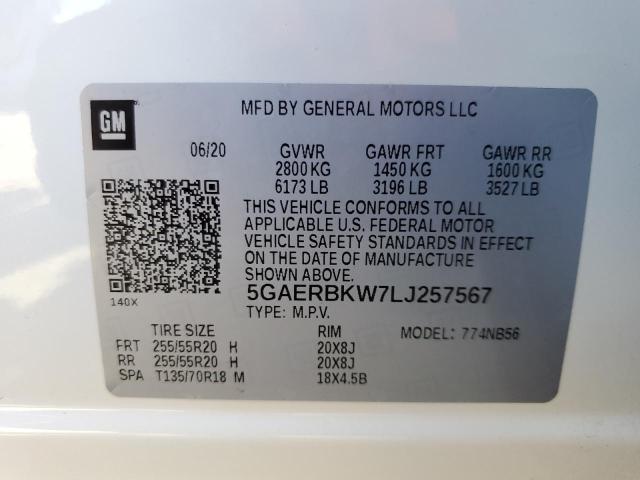 GM
MFD BY GENERAL MOTORS LLC
06/20 GVWR GAWR FRT GAWR RR
2800 KG 1450 KG 1600 KG
6173 LB 3196 LB 3527 LB
THIS VEHICLE CONFORMS TO ALL
APPLICABLE U.S. FEDERAL MOTOR
VEHICLE SAFETY STANDARDS IN EFFECT
ON THE DATE OF MANUFACTURE
SHOWN ABOVE.
5GAERBKW7LJ257567
140X
TYPE: M.P.V.
TIRE SIZE RIM MODEL: 774NB56
FRT 255/55R20 H 20X8J
RR 255/55R20 H 20X8J
SPA T135/70R18 M 18X4.5B